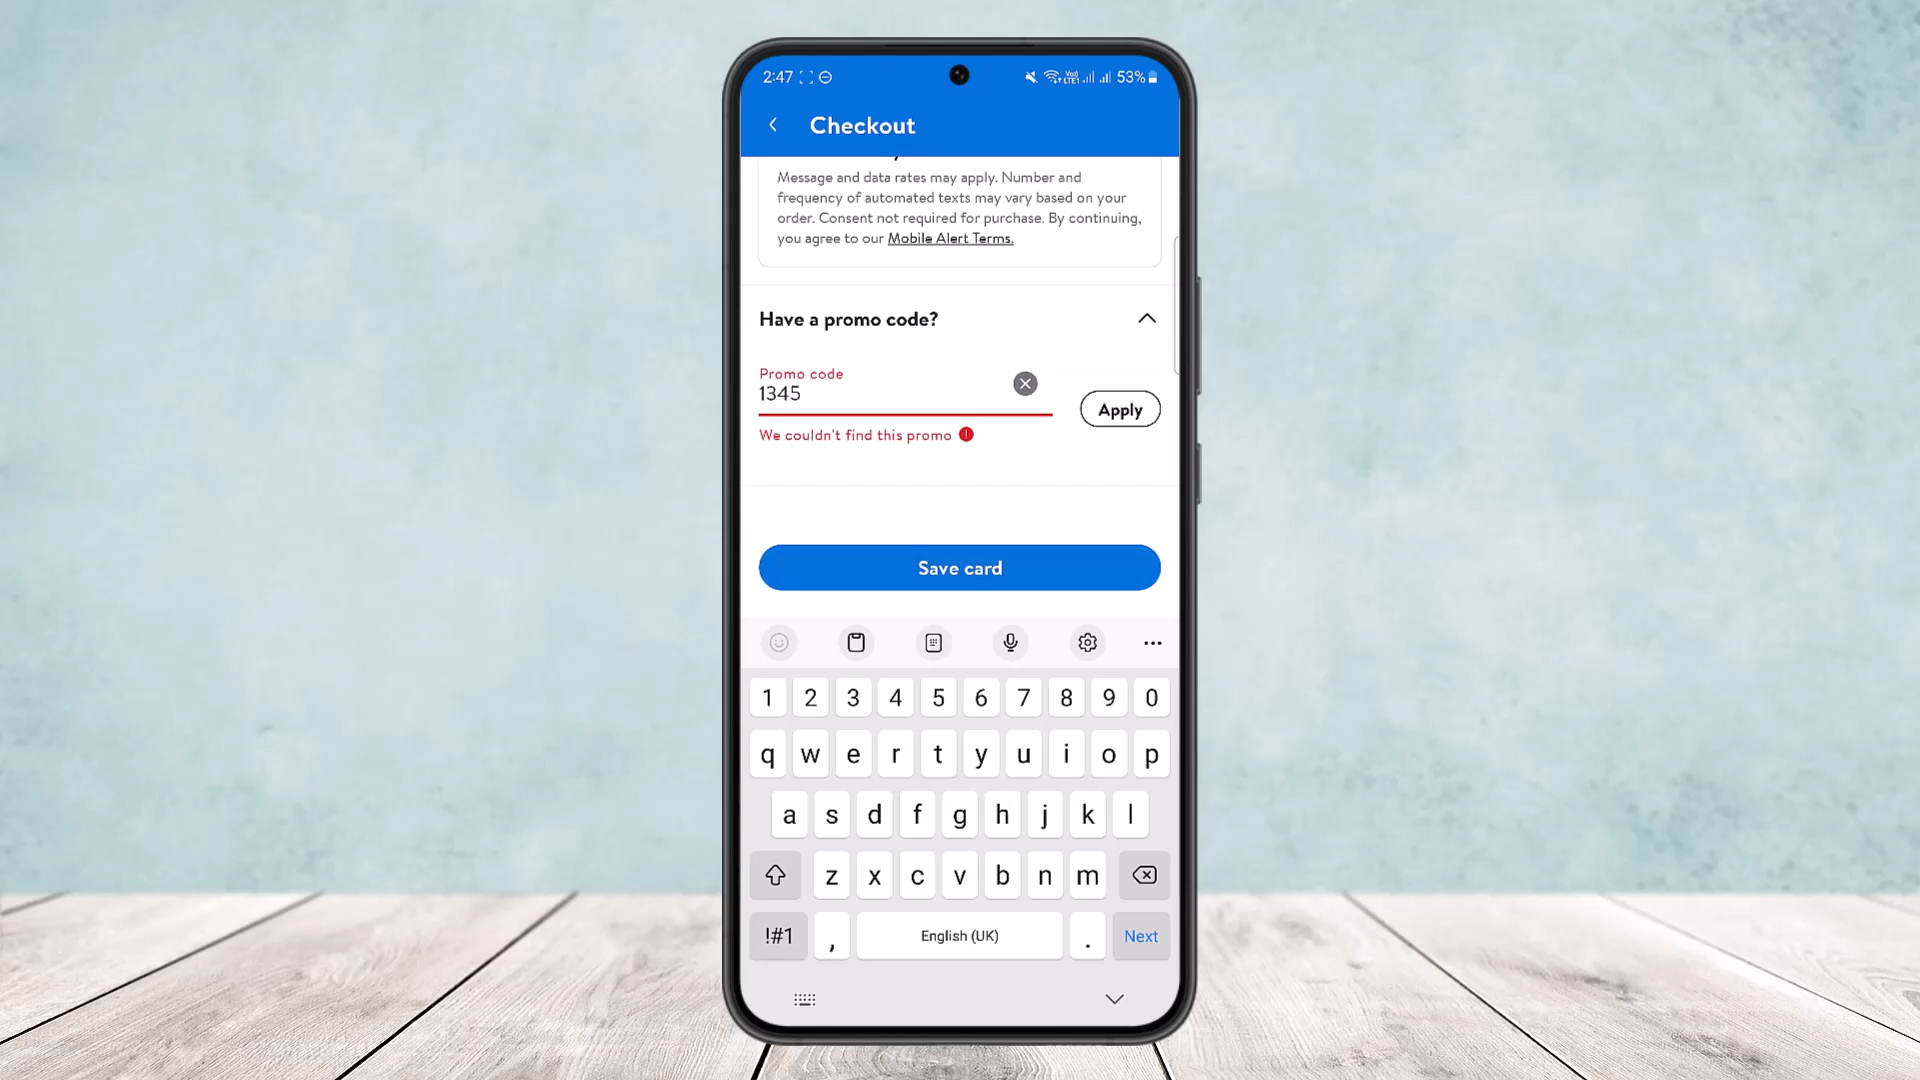 2:47 53%
Checkout
Message and data rates may apply. Number and
frequency of automated texts may vary based on your
order. Consent not required for purchase. By continuing,
you agree to our Mobile Alert Terms.
Have a promo code?
Promo code
1345
Apply
We couldn't find this promo
Save card
1 2 3 4 5 6 7 8 9 0
q w e r t y u i o p
a s d f g h j k l
z x c v b n m
!#1 , English (UK) . Next